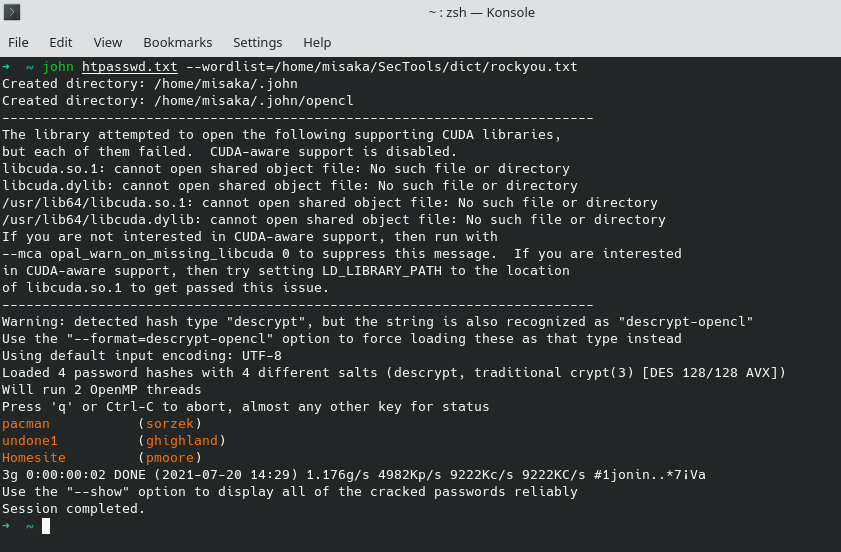 ~ : zsh — Konsole
File Edit View Bookmarks Settings Help
➜ ~ john htpasswd.txt --wordlist=/home/misaka/SecTools/dict/rockyou.txt
Created directory: /home/misaka/.john
Created directory: /home/misaka/.john/opencl
--------------------------------------------------------------------------
The library attempted to open the following supporting CUDA libraries,
but each of them failed.  CUDA-aware support is disabled.
libcuda.so.1: cannot open shared object file: No such file or directory
libcuda.dylib: cannot open shared object file: No such file or directory
/usr/lib64/libcuda.so.1: cannot open shared object file: No such file or directory
/usr/lib64/libcuda.dylib: cannot open shared object file: No such file or directory
If you are not interested in CUDA-aware support, then run with
--mca opal_warn_on_missing_libcuda 0 to suppress this message.  If you are interested
in CUDA-aware support, then try setting LD_LIBRARY_PATH to the location
of libcuda.so.1 to get passed this issue.
--------------------------------------------------------------------------
Warning: detected hash type "descrypt", but the string is also recognized as "descrypt-opencl"
Use the "--format=descrypt-opencl" option to force loading these as that type instead
Using default input encoding: UTF-8
Loaded 4 password hashes with 4 different salts (descrypt, traditional crypt(3) [DES 128/128 AVX])
Will run 2 OpenMP threads
Press 'q' or Ctrl-C to abort, almost any other key for status
pacman           (sorzek)
undone1          (ghighland)
Homesite         (pmoore)
3g 0:00:00:02 DONE (2021-07-20 14:29) 1.176g/s 4982Kp/s 9222Kc/s 9222KC/s #1jonin..*7¡Va
Use the "--show" option to display all of the cracked passwords reliably
Session completed.
➜ ~